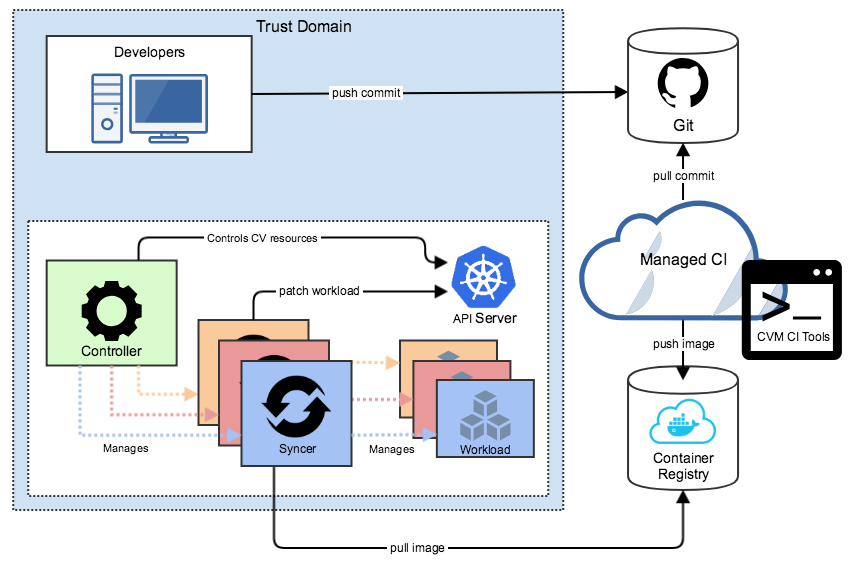 Trust Domain
Developers
push commit
Git
pull commit
Managed CI
>_
CVM CI Tools
push image
Container
Registry
Controls CV resources
patch workload
API Server
Controller
Manages
Syncer
Manages
Workload
pull image